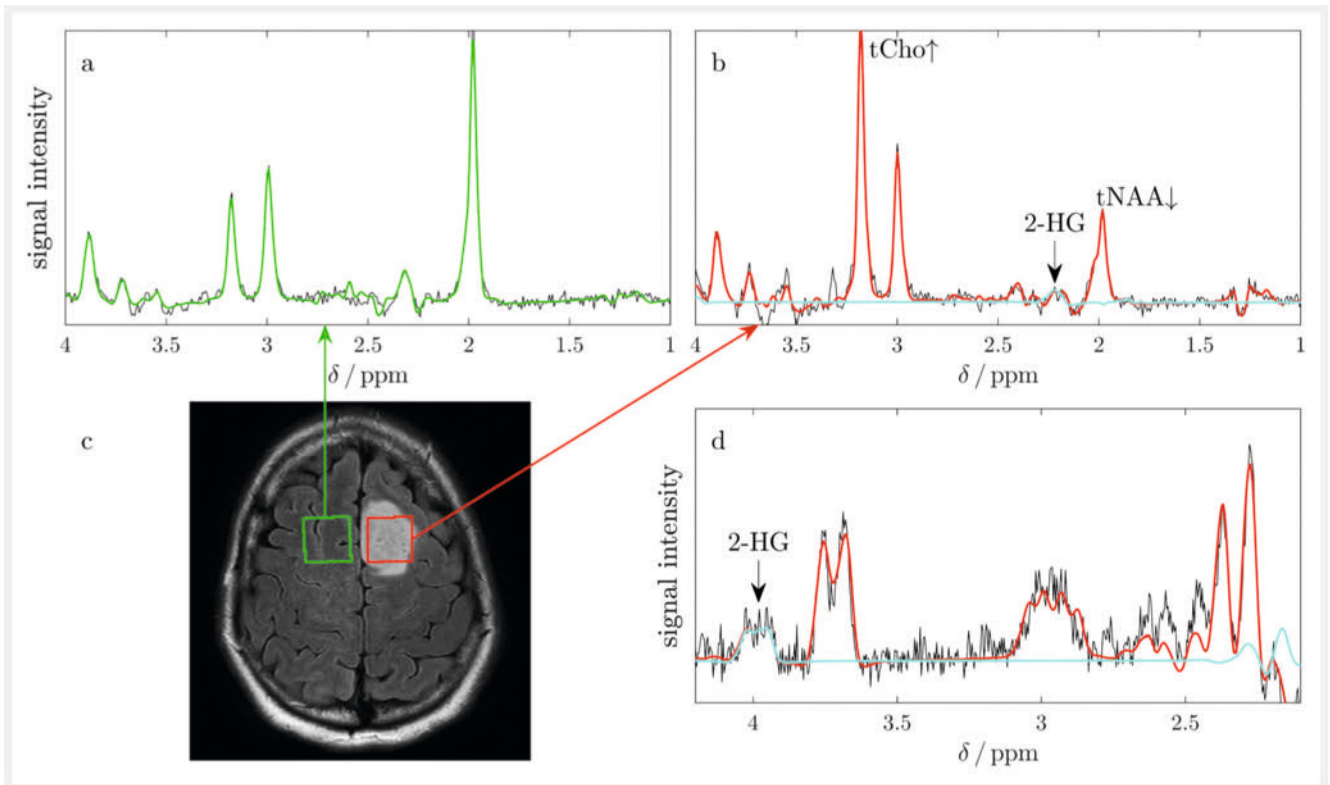 a
signal intensity
4 3.5 3 2.5 2 1.5 1
δ / ppm
b
tCho↑
2-HG
tNAA↓
4 3.5 3 2.5 2 1.5 1
δ / ppm
c
d
signal intensity
2-HG
4 3.5 3 2.5
δ / ppm